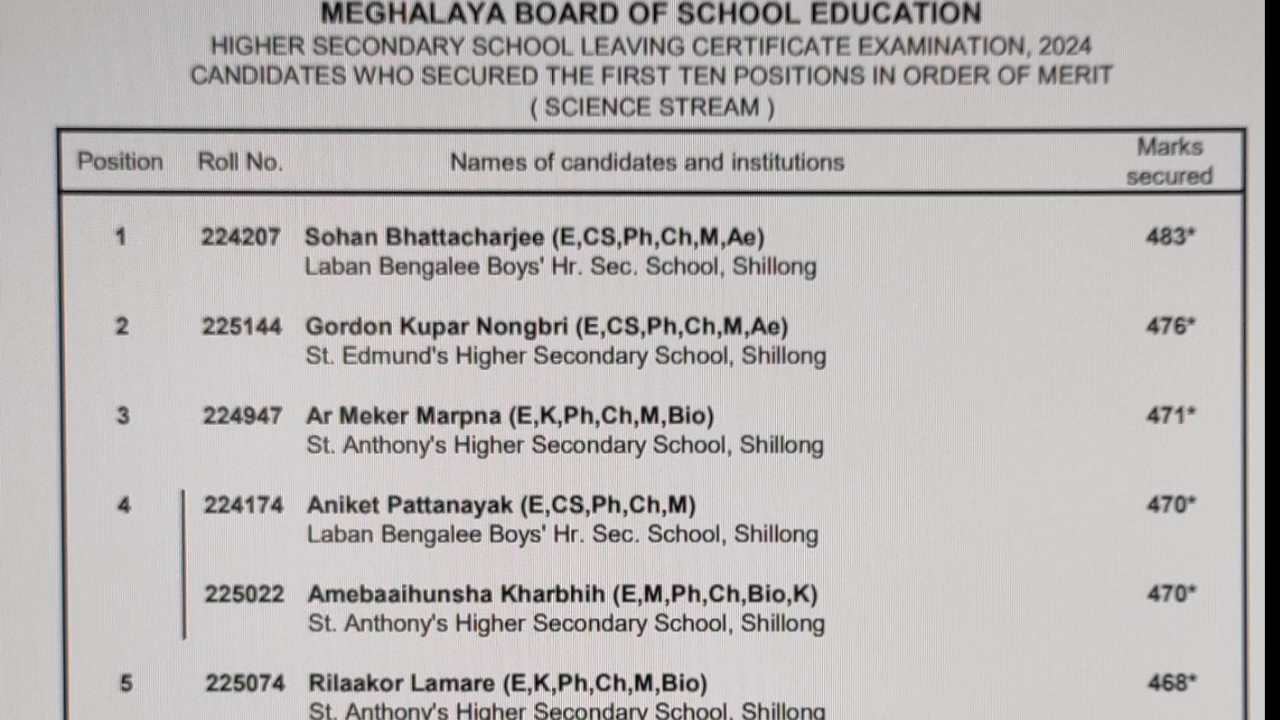 MEGHALAYA BOARD OF SCHOOL EDUCATION
HIGHER SECONDARY SCHOOL LEAVING CERTIFICATE EXAMINATION, 2024
CANDIDATES WHO SECURED THE FIRST TEN POSITIONS IN ORDER OF MERIT
( SCIENCE STREAM )
Position Roll No. Names of candidates and institutions Marks secured
1 224207 Sohan Bhattacharjee (E,CS,Ph,Ch,M,Ae) 483*
Laban Bengalee Boys' Hr. Sec. School, Shillong
2 225144 Gordon Kupar Nongbri (E,CS,Ph,Ch,M,Ae) 476*
St. Edmund's Higher Secondary School, Shillong
3 224947 Ar Meker Marpna (E,K,Ph,Ch,M,Bio) 471*
St. Anthony's Higher Secondary School, Shillong
4 224174 Aniket Pattanayak (E,CS,Ph,Ch,M) 470*
Laban Bengalee Boys' Hr. Sec. School, Shillong
225022 Amebaaihunsha Kharbhih (E,M,Ph,Ch,Bio,K) 470*
St. Anthony's Higher Secondary School, Shillong
5 225074 Rilaakor Lamare (E,K,Ph,Ch,M,Bio) 468*
St. Anthony's Higher Secondary School, Shillong